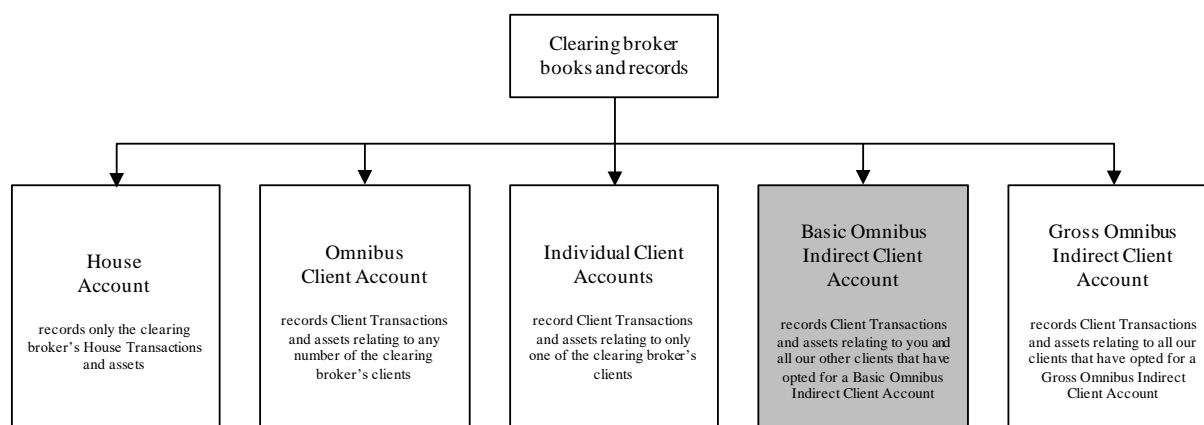 Clearing broker
books and records
House
Account
records only the clearing
broker's House Transactions
and assets
Omnibus
Client Account
records Client Transactions
and assets relating to any
number of the clearing
broker's clients
Individual Client
Accounts
record Client Transactions
and assets relating to only
one of the clearing broker's
clients
Basic Omnibus
Indirect Client
Account
records Client Transactions
and assets relating to you and
all our other clients that have
opted for a Basic Omnibus
Indirect Client Account
Gross Omnibus
Indirect Client
Account
records Client Transactions
and assets relating to all our
clients that have opted for a
Gross Omnibus Indirect
Client Account